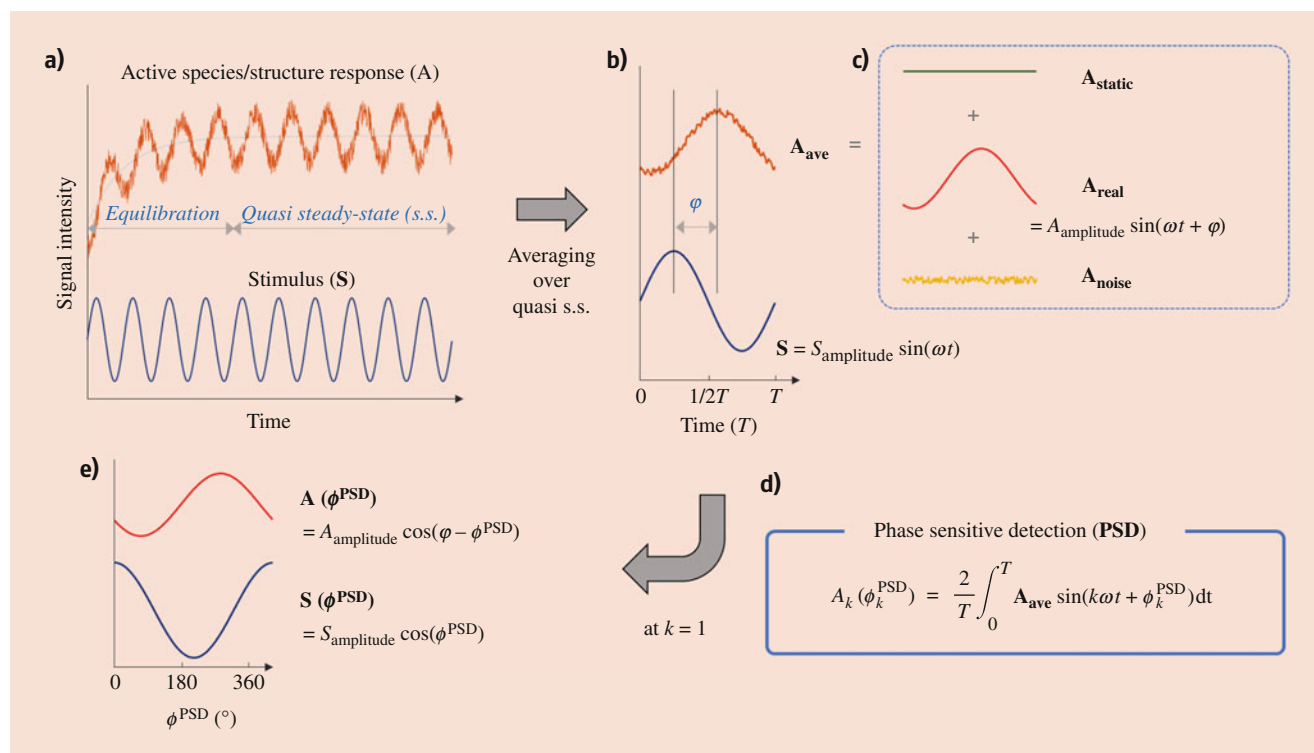 a)
Active species/structure response (A)
Signal intensity
Equilibration
Quasi steady-state (s.s.)
Stimulus (S)
Time
Averaging
over
quasi s.s.
b)
φ
S = S_amplitude sin(ωt)
0 1/2T T
Time (T)
c)
A_ave =
A_static
+
A_real
= A_amplitude sin(ωt + φ)
+
A_noise
d)
Phase sensitive detection (PSD)
A_k (ϕ_k^PSD) = 2/T ∫_0^T A_ave sin(kωt + ϕ_k^PSD)dt
at k = 1
e)
A (ϕ^PSD)
= A_amplitude cos(φ – ϕ^PSD)
S (ϕ^PSD)
= S_amplitude cos(ϕ^PSD)
0 180 360
ϕ^PSD (°)